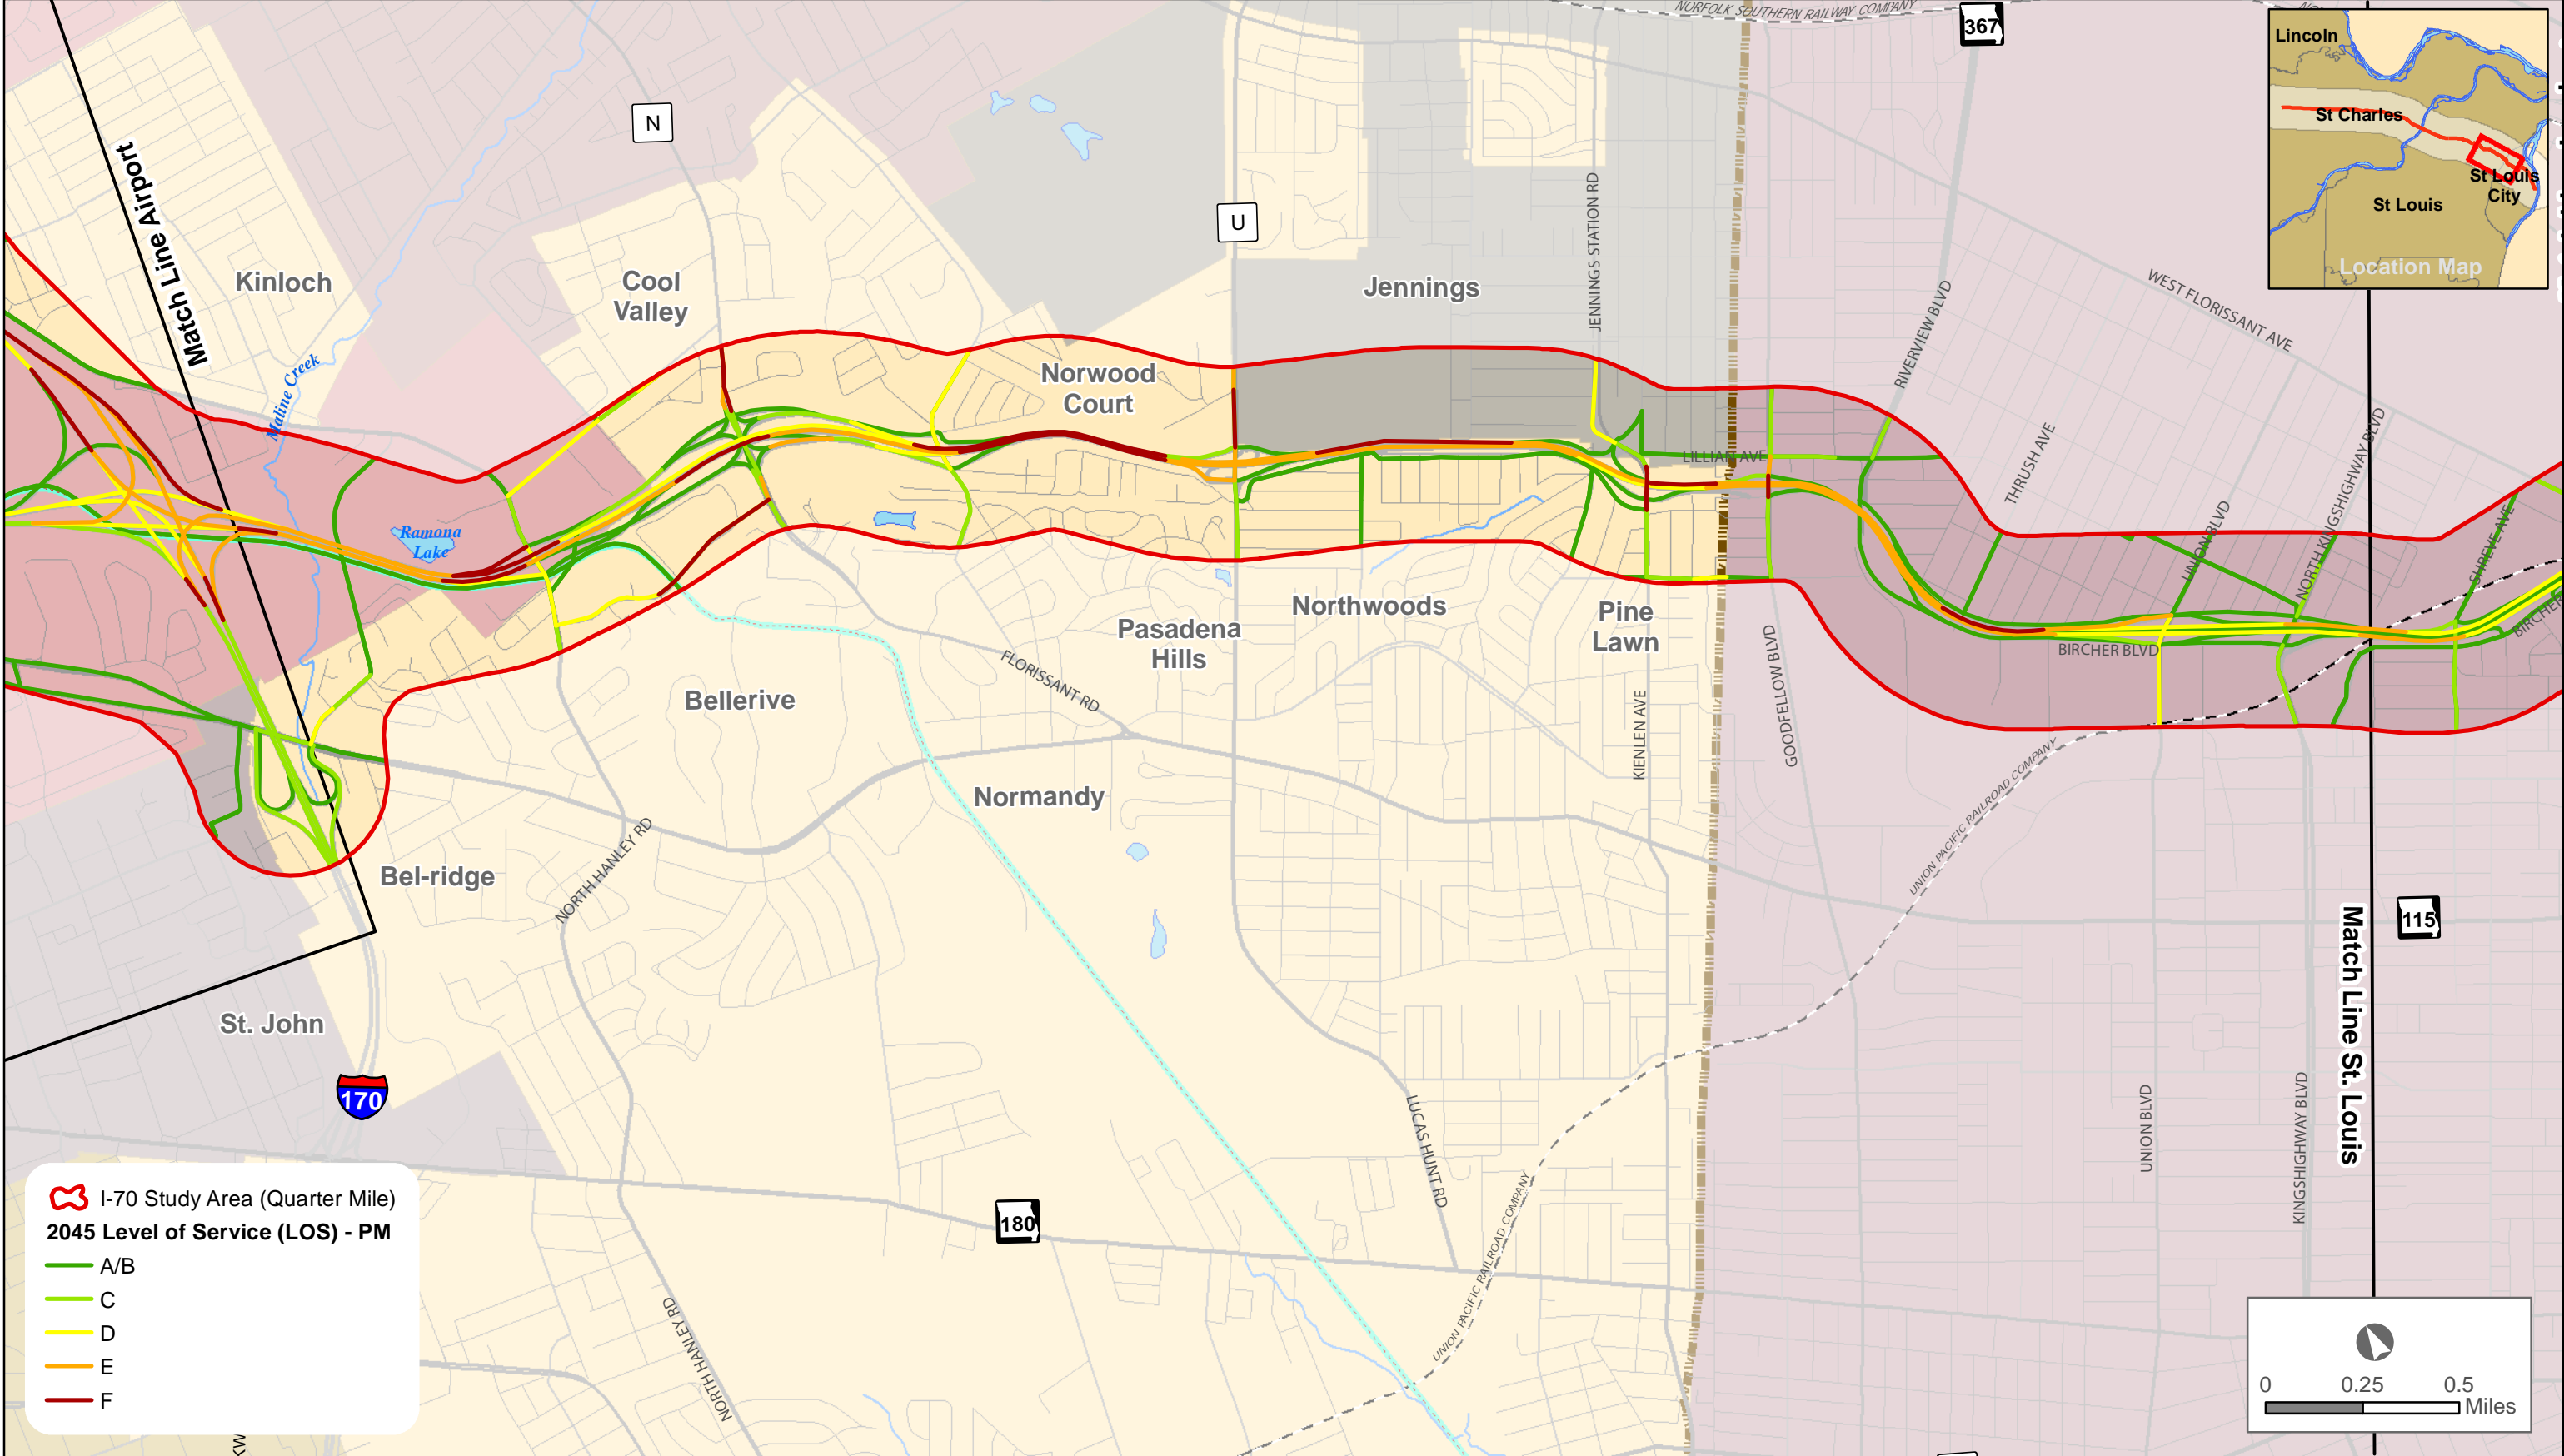 NORFOLK SOUTHERN RAILWAY COMPANY
367
Lincoln
St Charles
St Louis
City
St Louis
Location Map
N
Match Line Airport
U
JENNINGS STATION RD
Kinloch
Cool
Valley
Jennings
RIVERVIEW BLVD
WEST FLORISSANT AVE
Maline Creek
Norwood
Court
THRUSH AVE
NORTH KINGSHIGHWAY BLVD
LILLIAN AVE
UNION BLVD
SHREVE AVE
Ramona
Lake
Northwoods
Pine
Lawn
Pasadena
Hills
BIRCHER BLVD
BIRCHER
FLORISSANT RD
Bellerive
GOODFELLOW BLVD
KIENLEN AVE
Normandy
UNION PACIFIC RAILROAD COMPANY
Bel-ridge
NORTH HANLEY RD
115
Match Line St. Louis
St. John
170
LUCAS HUNT RD
UNION BLVD
KINGSHIGHWAY BLVD
180
UNION PACIFIC RAILROAD COMPANY
NORTH HANLEY RD
I-70 Study Area (Quarter Mile)
2045 Level of Service (LOS) - PM
A/B
C
D
E
F
0 0.25 0.5
Miles